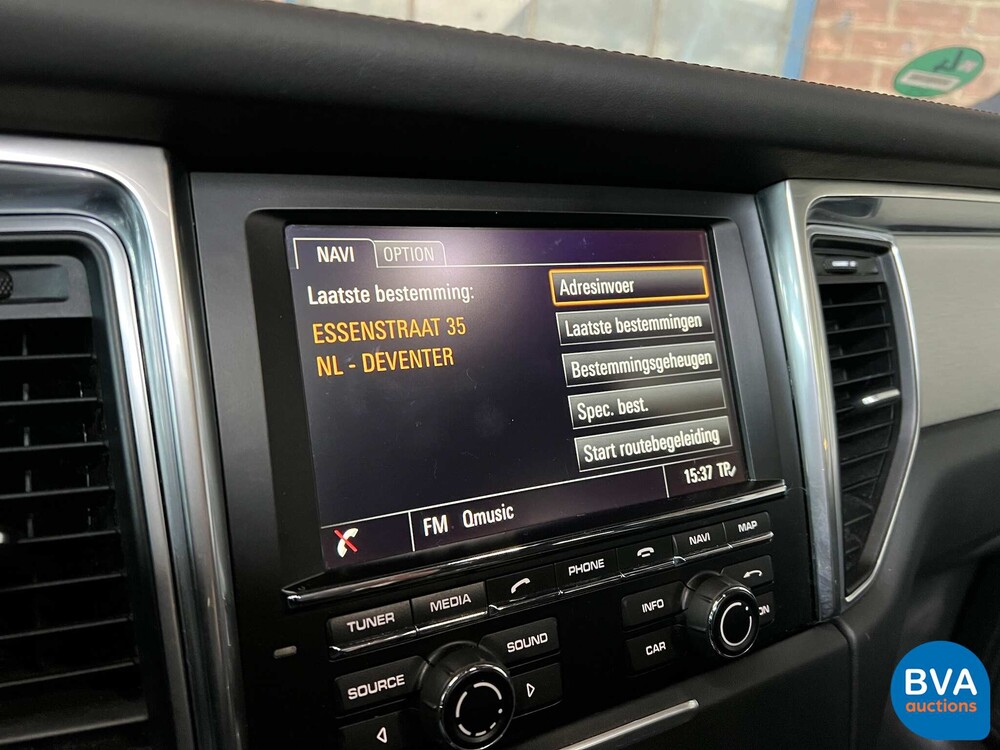 NAVI
OPTION
Laatste bestemming:
ESSENSTRAAT 35
NL - DEVENTER
Adresinvoer
Laatste bestemmingen
Bestemmingsgeheugen
Spec. best.
Start routebegeleiding
FM Qmusic
15:37 TP
TUNER
MEDIA
PHONE
NAVI
MAP
SOURCE
SOUND
INFO
CAR
BVA
auctions